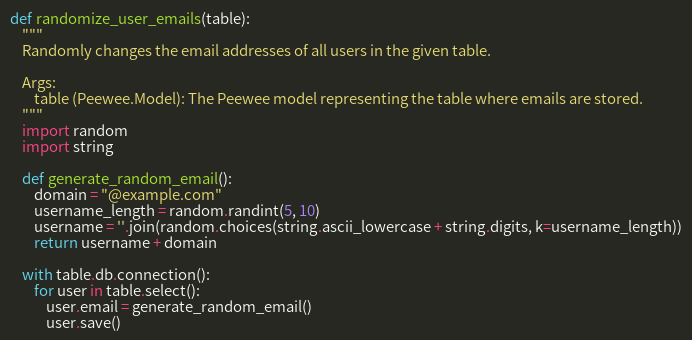 def randomize_user_emails(table):
    """
    Randomly changes the email addresses of all users in the given table.

    Args:
        table (Peewee.Model): The Peewee model representing the table where emails are stored.
    """
    import random
    import string

    def generate_random_email():
        domain = "@example.com"
        username_length = random.randint(5, 10)
        username = ''.join(random.choices(string.ascii_lowercase + string.digits, k=username_length))
        return username + domain

    with table.db.connection():
        for user in table.select():
            user.email = generate_random_email()
            user.save()